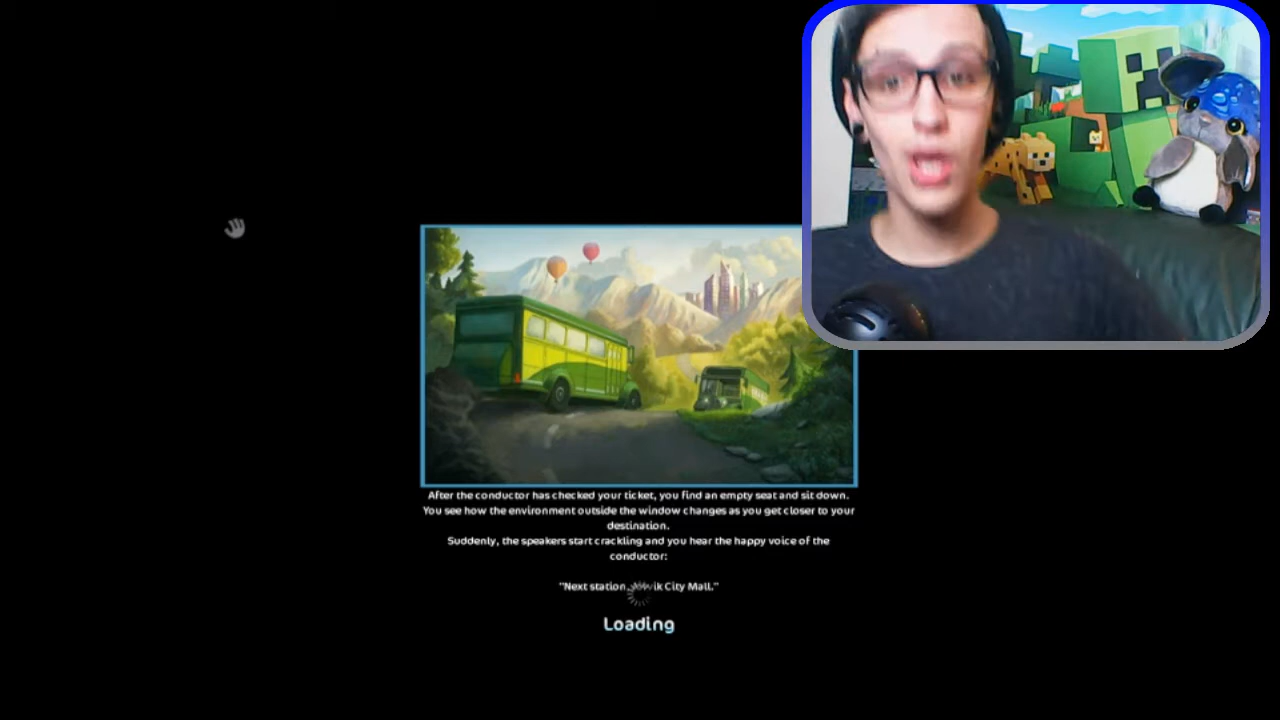 After the conductor has checked your ticket, you find an empty seat and sit down.
You see how the environment outside the window changes as you get closer to your
destination.
Suddenly, the speakers start crackling and you hear the happy voice of the
conductor:
"Next station, City Mall."
Loading